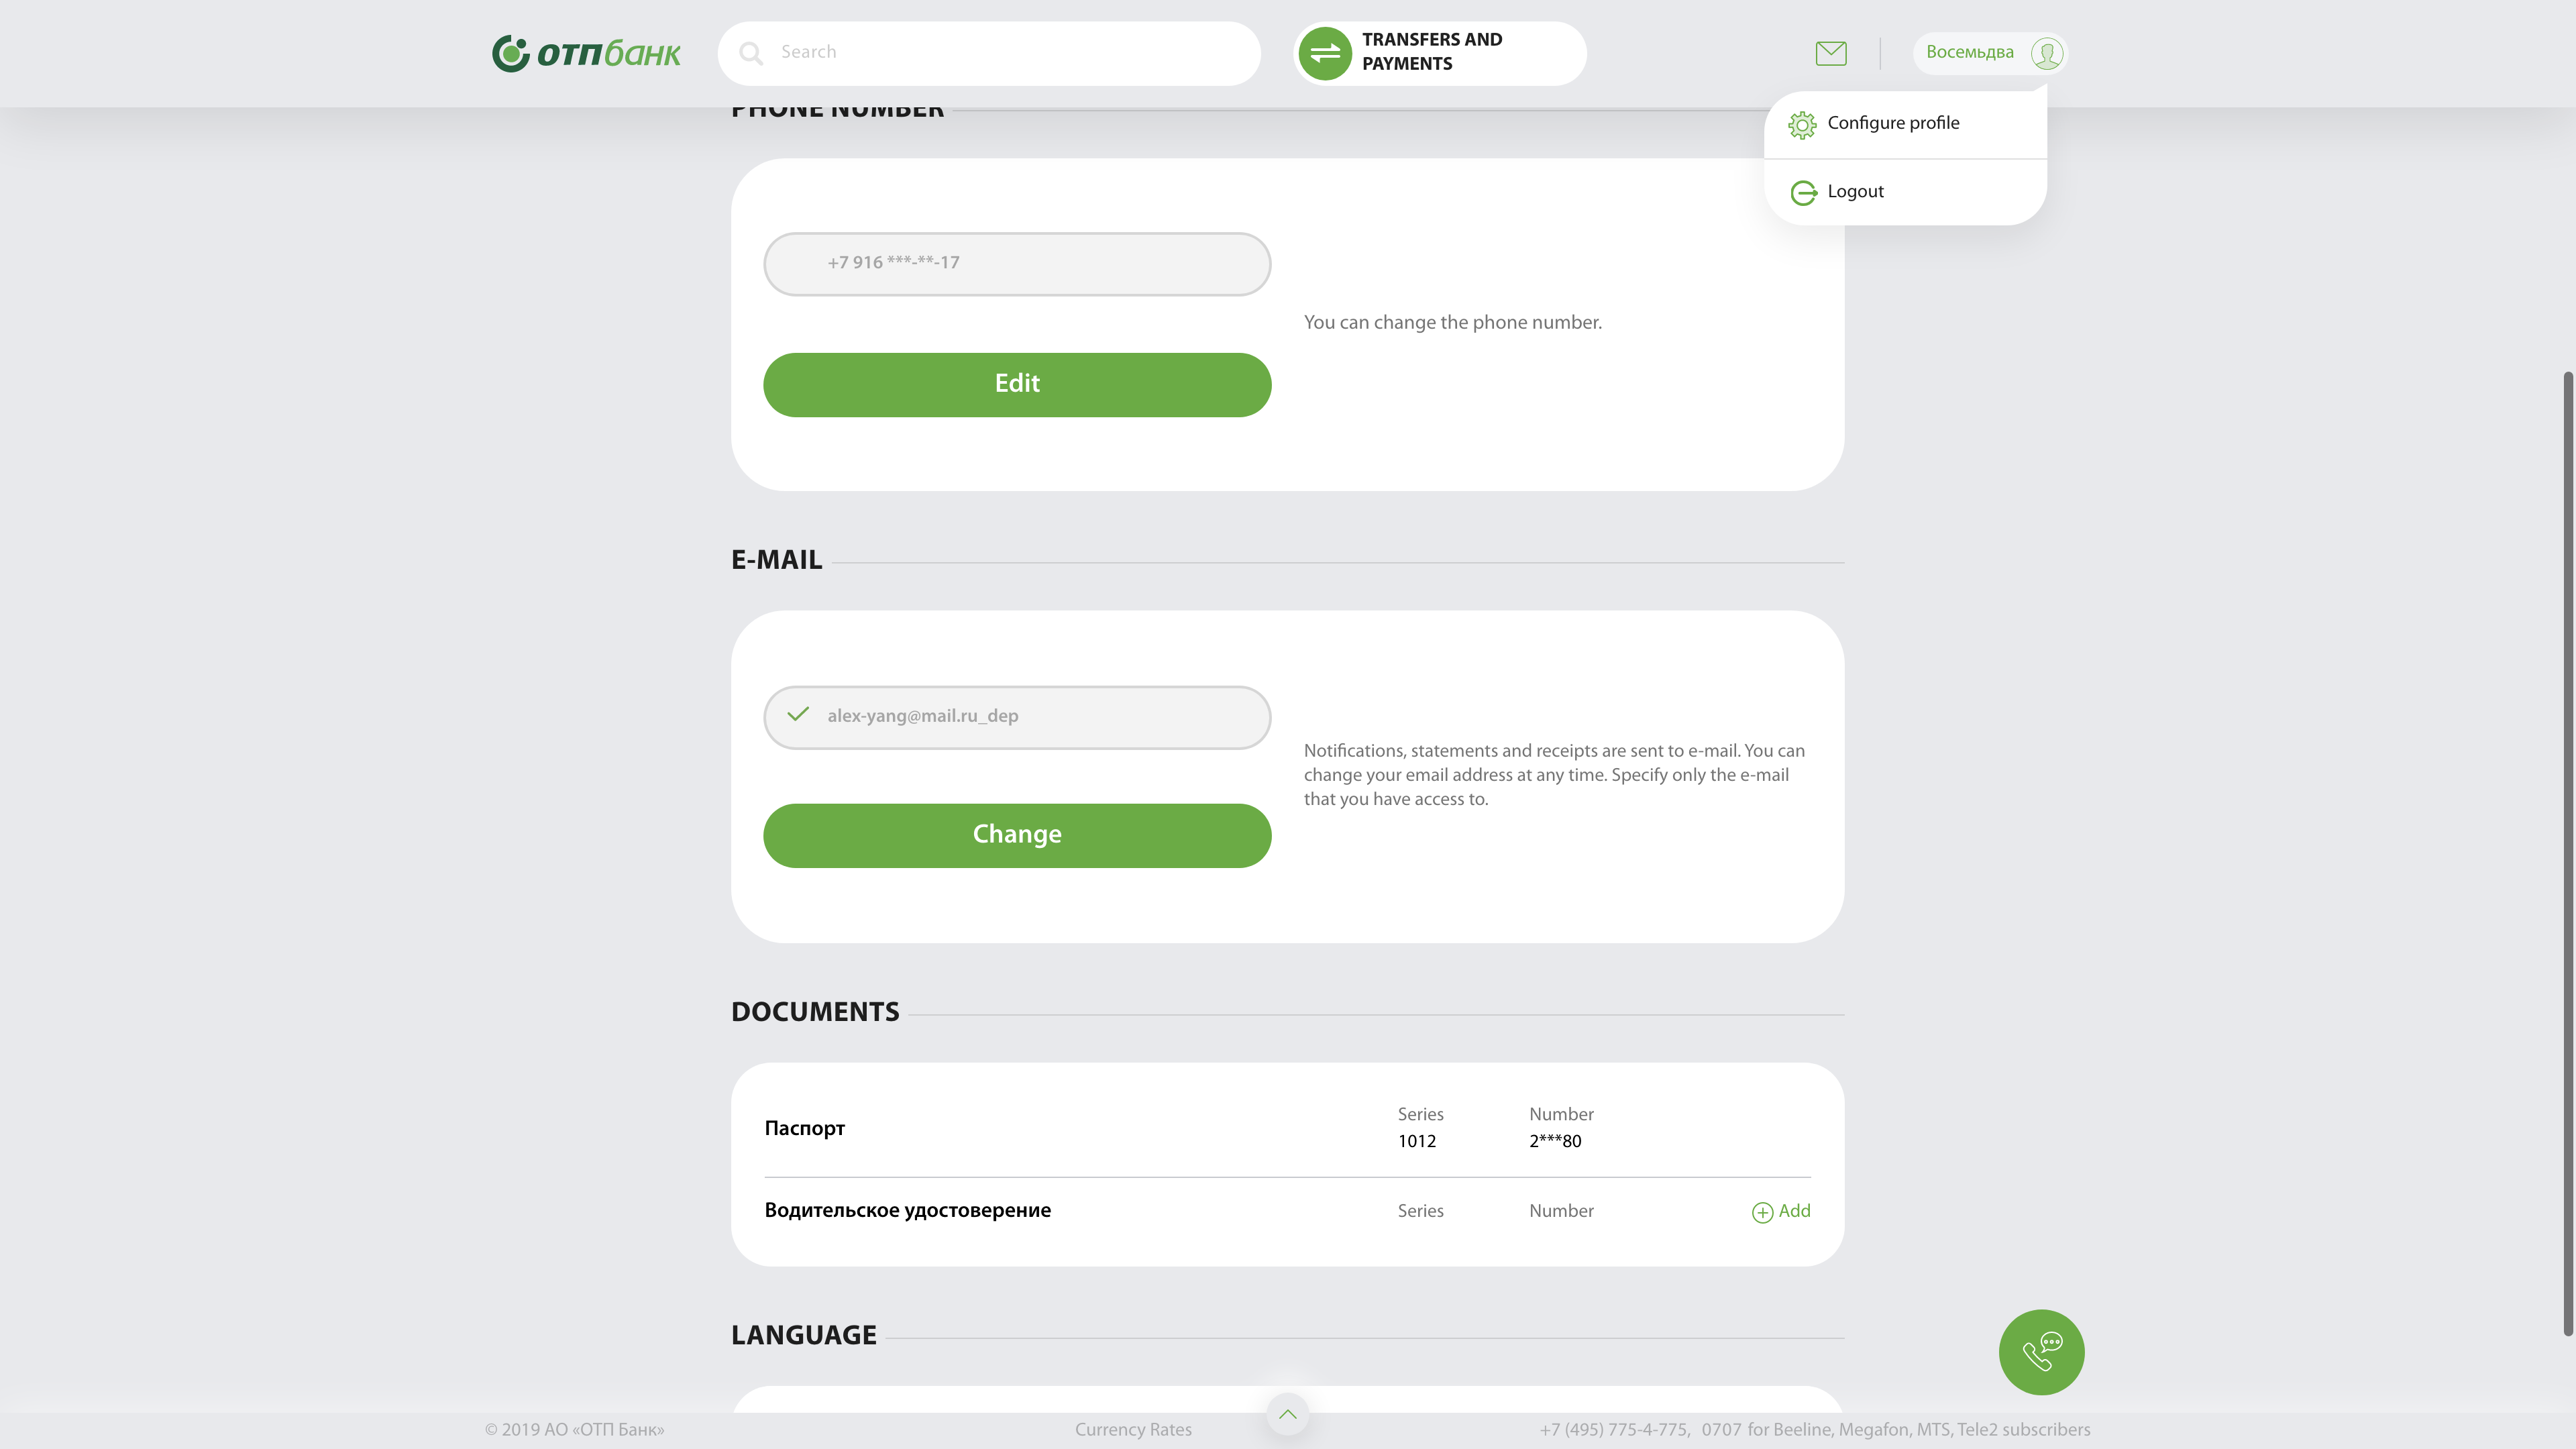 отпбанк
Search
TRANSFERS AND
PAYMENTS
Восемьдва
Configure profile
Logout
PHONE NUMBER
+7 916 ***-**-17
Edit
You can change the phone number.
E-MAIL
alex-yang@mail.ru_dep
Change
Notifications, statements and receipts are sent to e-mail. You can
change your email address at any time. Specify only the e-mail
that you have access to.
DOCUMENTS
Паспорт
Series
1012
Number
2***80
Водительское удостоверение
Series
Number
Add
LANGUAGE
© 2019 АО «ОТП Банк»
Currency Rates
+7 (495) 775-4-775, 0707 for Beeline, Megafon, MTS, Tele2 subscribers